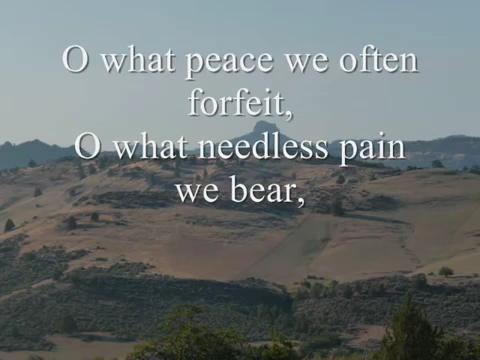 O what peace we often
forfeit,
O what needless pain
we bear,